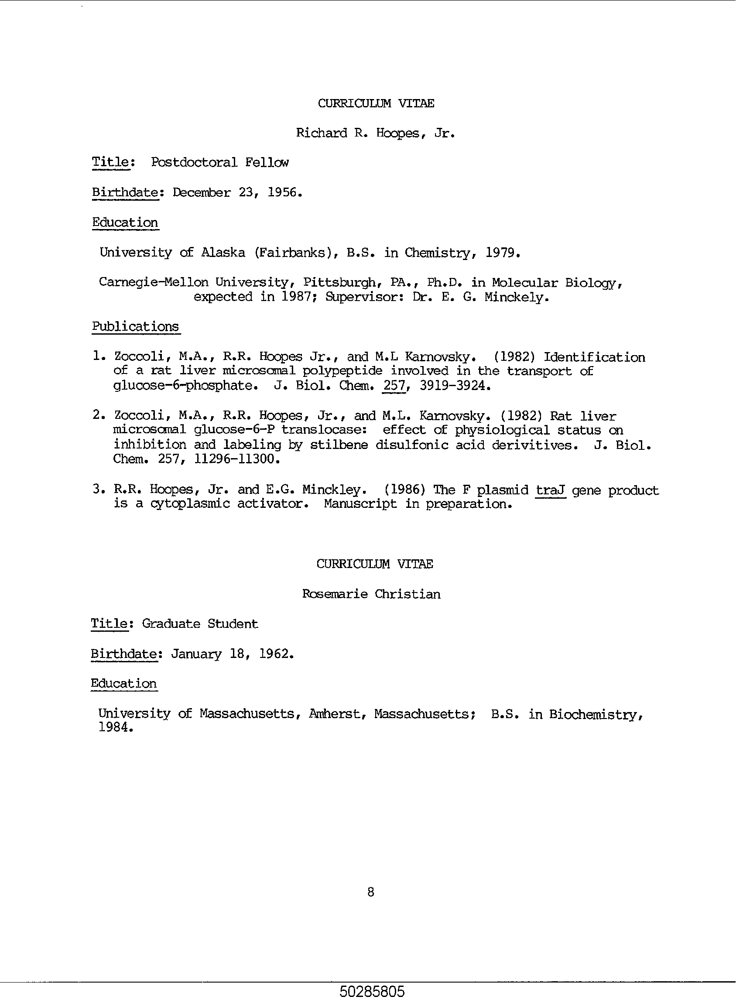 CURRICULUM VITAE
Richard R. Hoopes, Jr.
Title: Postdoctoral Fellow
Birthdate: December 23, 1956.
Education
University of Alaska (Fairbanks), B.S. in Chemistry, 1979.
Carnegie-Mellon University, Pittsburgh, PA., Ph.D. in Molecular Biology,
expected in 1987; Supervisor: Dr. E. G. Minckely.
Publications
1. Zoccoli, M.A., R.R. Hoopes Jr., and M.L Karnovsky. (1982) Identification
of a rat liver microsomal polypeptide involved in the transport of
glucose-6-phosphate. J. Biol. Chem. 257, 3919-3924.
2. Zoccoli, M.A., R.R. Hoopes, Jr., and M.L. Karnovsky. (1982) Rat liver
microsomal glucose-6-P translocase: effect of physiological status on
inhibition and labeling by stilbene disulfonic acid derivitives. J. Biol.
Chem. 257, 11296-11300.
3. R.R. Hoopes, Jr. and E.G. Minckley. (1986) The F plasmid traJ gene product
is a cytoplasmic activator. Manuscript in preparation.
CURRICULUM VITAE
Rosemarie Christian
Title: Graduate Student
Birthdate: January 18, 1962.
Education
University of Massachusetts, Amherst, Massachusetts; B.S. in Biochemistry,
1984.
8
50285805